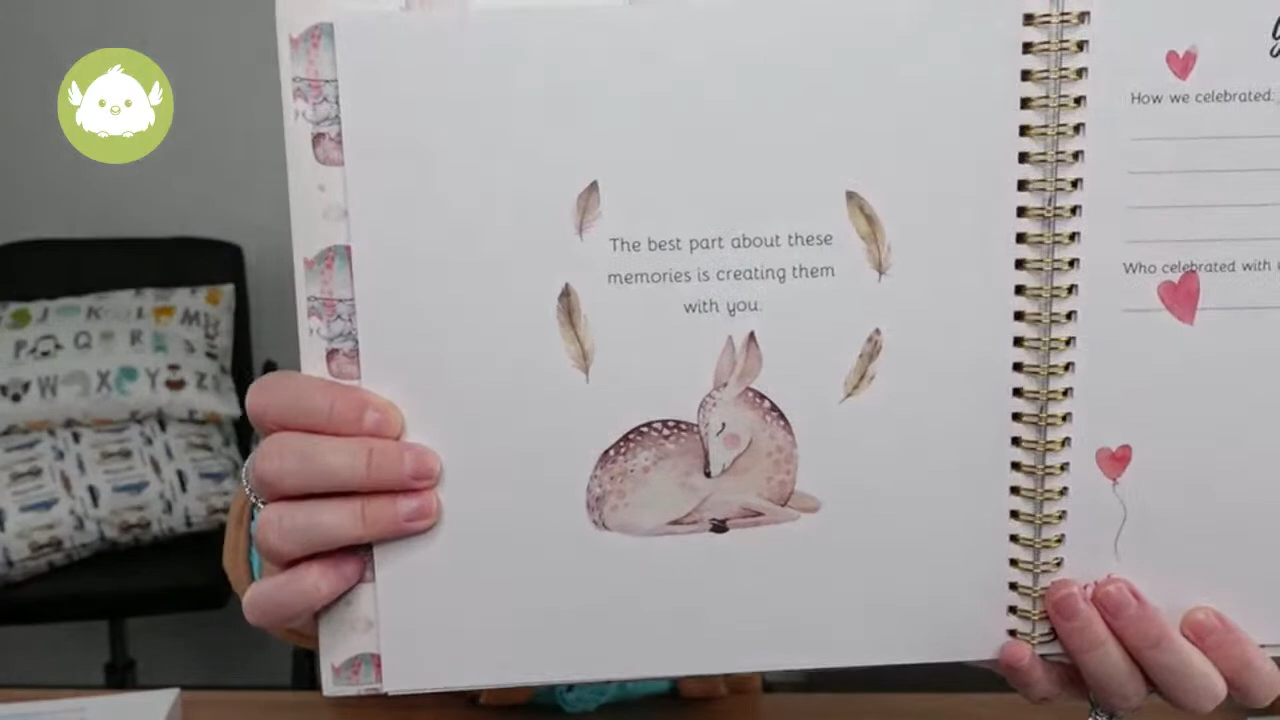 The best part about these
memories is creating them
with you.
How we celebrated:
Who celebrated with
J K L M
P Q R
W X Y Z